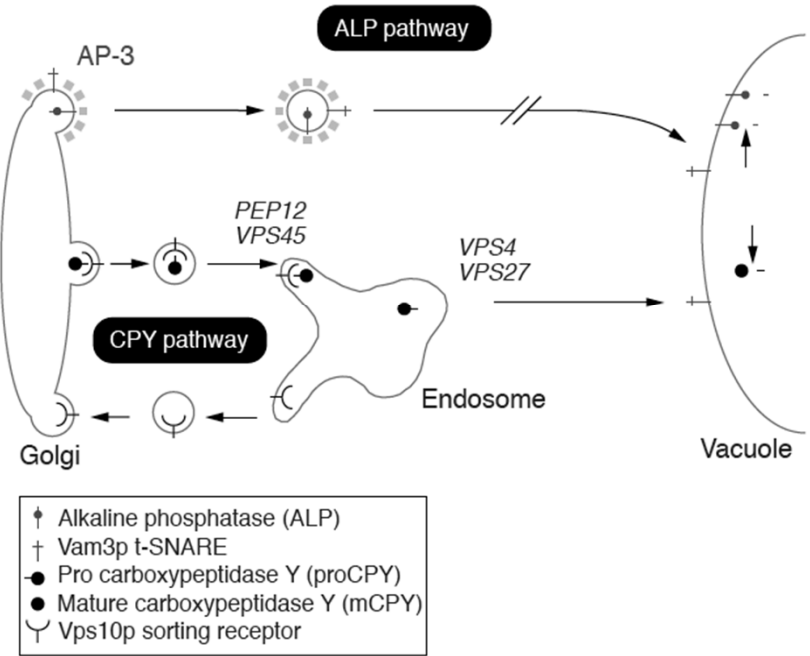 ALP pathway
AP-3
PEP12
VPS45
VPS4
VPS27
CPY pathway
Endosome
Golgi
Vacuole
Alkaline phosphatase (ALP)
Vam3p t-SNARE
Pro carboxypeptidase Y (proCPY)
Mature carboxypeptidase Y (mCPY)
Vps10p sorting receptor